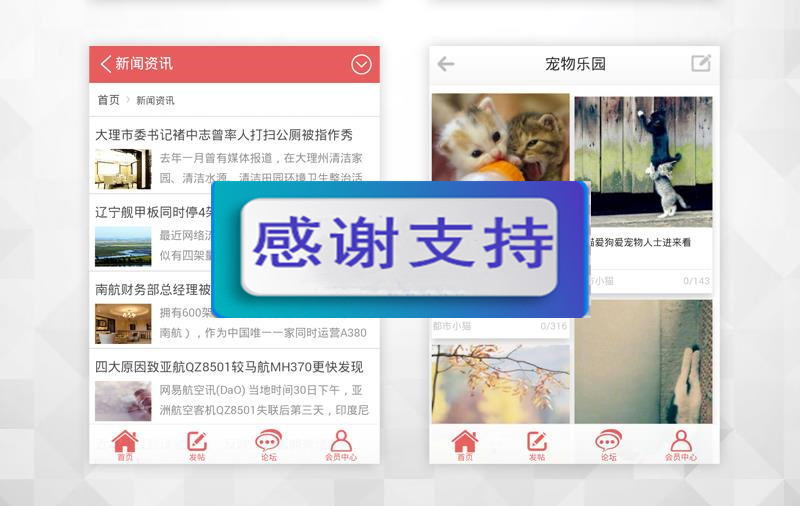 新闻资讯
首页 > 新闻资讯
大理市委书记褚中志曾率人打扫公厕被指作秀
去年一月曾有媒体报道，在大理州清洁家
园、清洁水源、清洁田园环境卫生整治活
辽宁舰甲板同时停4架
最近网络流
似有四架量
南航财务部总经理被
拥有600架
南航），作为中国唯一一家同时运营A380
四大原因致亚航QZ8501较马航MH370更快发现
网易航空讯(DaO) 当地时间30日下午，亚
洲航空客机QZ8501失联后第三天，印度尼
首页
发帖
论坛
会员中心
感谢支持
宠物乐园
猫爱狗爱宠物人士进来看
市小猫
0/143
都市小猫
0/316
首页
发帖
论坛
会员中心